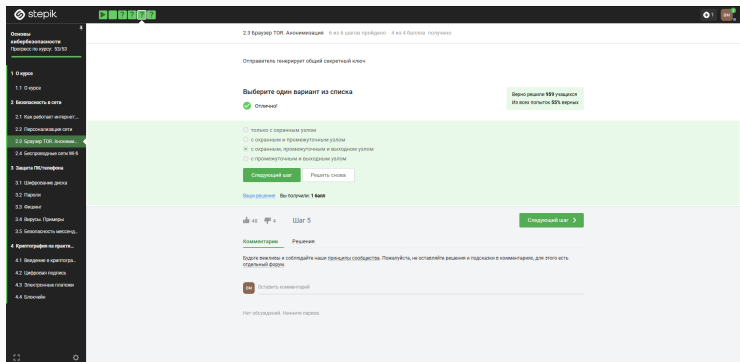 stepik
1
Основы
кибербезопасности
Прогресс по курсу: 53/53
1 О курсе
1.1 О курсе
2 Безопасность в сети
2.1 Как работает интернет...
2.2 Персонализация сети
2.3 Браузер TOR. Аноними...
2.4 Беспроводные сети Wi-fi
3 Защита ПК/телефона
3.1 Шифрование диска
3.2 Пароли
3.3 Фишинг
3.4 Вирусы. Примеры
3.5 Безопасность мессенд...
4 Криптография на практи...
4.1 Введение в криптогра...
4.2 Цифровая подпись
4.3 Электронные платежи
4.4 Блокчейн
2.3 Браузер TOR. Анонимизация 6 из 6 шагов пройдено 4 из 4 баллов получено
Отправитель генерирует общий секретный ключ
Выберите один вариант из списка
Отлично!
Верно решили 959 учащихся
Из всех попыток 55% верных
только с охранным узлом
с охранным и промежуточным узлом
с охранным, промежуточным и выходным узлом
с промежуточным и выходным узлом
Следующий шаг
Решить снова
Ваши решения Вы получили: 1 балл
48 4 Шаг 5
Следующий шаг
Комментарии Решения
Будьте вежливы и соблюдайте наши принципы сообщества. Пожалуйста, не оставляйте решения и подсказки в комментариях, для этого есть
отдельный форум.
Оставить комментарий
Нет обсуждений. Начните первое.